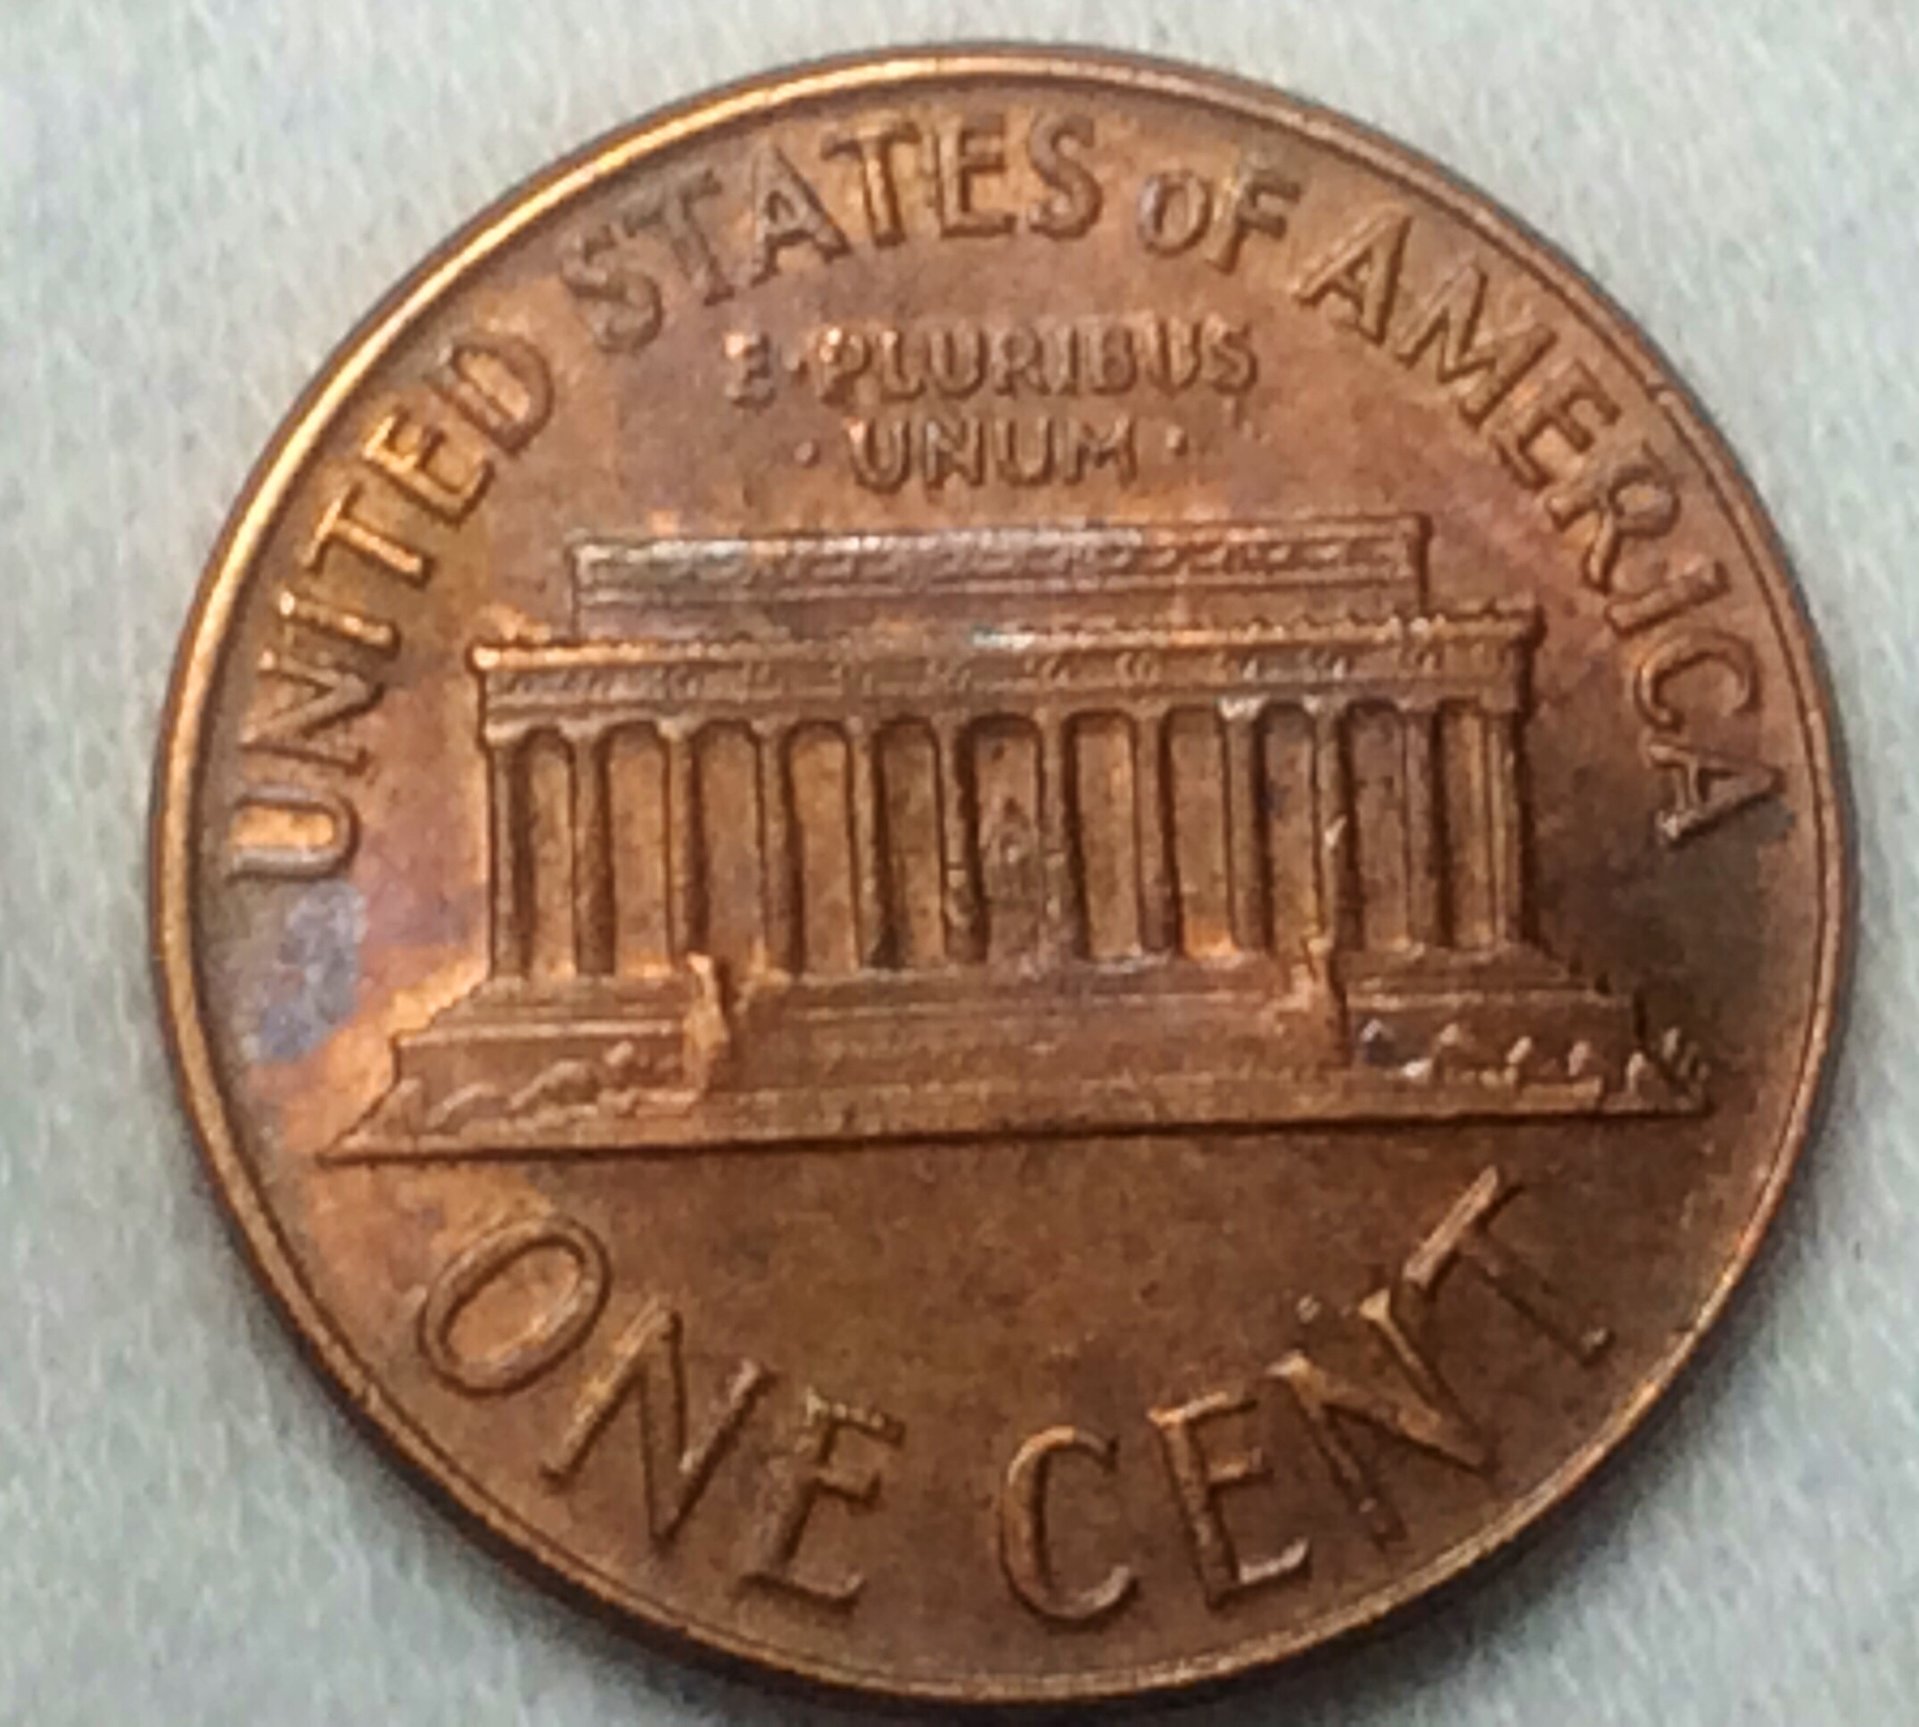 UNITED STATES OF AMERICA
E·PLURIBUS
·UNUM·
ONE CENT